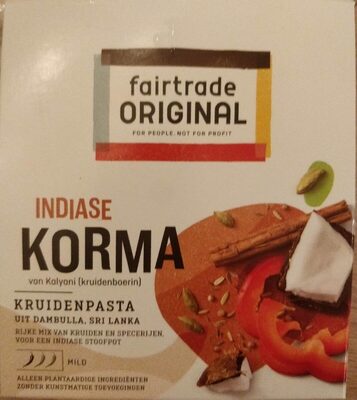 fairtrade
ORIGINAL
FOR PEOPLE. NOT FOR PROFIT
INDIASE
KORMA
van Kalyani (kruidenboerin)
KRUIDENPASTA
UIT DAMBULLA, SRI LANKA
RIJKE MIX VAN KRUIDEN EN SPECERIJEN,
VOOR EEN INDIASE STOOFPOT
MILD
ALLEEN PLANTAARDIGE INGREDIËNTEN
ZONDER KUNSTMATIGE TOEVOEGINGEN